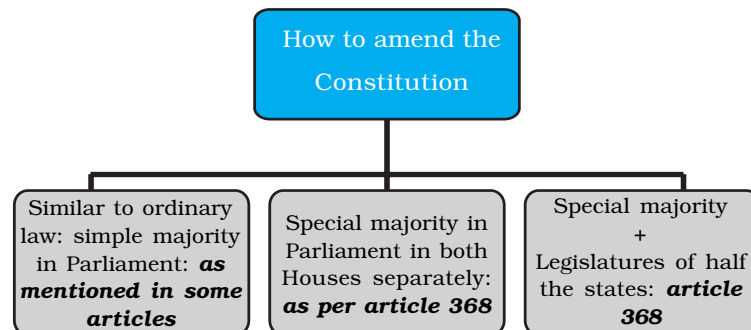 How to amend the
Constitution
Similar to ordinary
law: simple majority
in Parliament: as
mentioned in some
articles
Special majority in
Parliament in both
Houses separately:
as per article 368
Special majority
+
Legislatures of half
the states: article
368